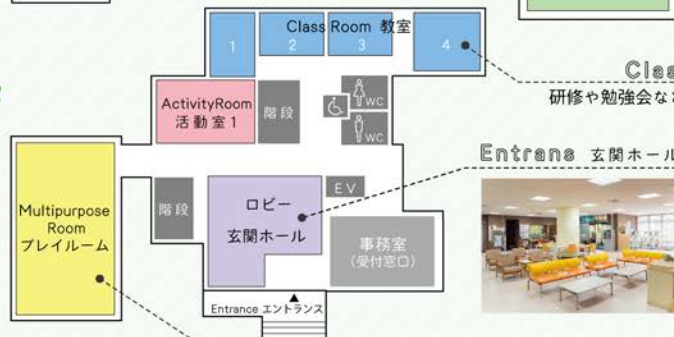 Class Room 教室
1
2
3
4
Clas
研修や勉強会な
ActivityRoom
活動室1
階段
WC
WC
Entrans 玄関ホール
Multipurpose
Room
プレイルーム
階段
EV
ロビー
玄関ホール
事務室
(受付窓口)
Entrance エントランス